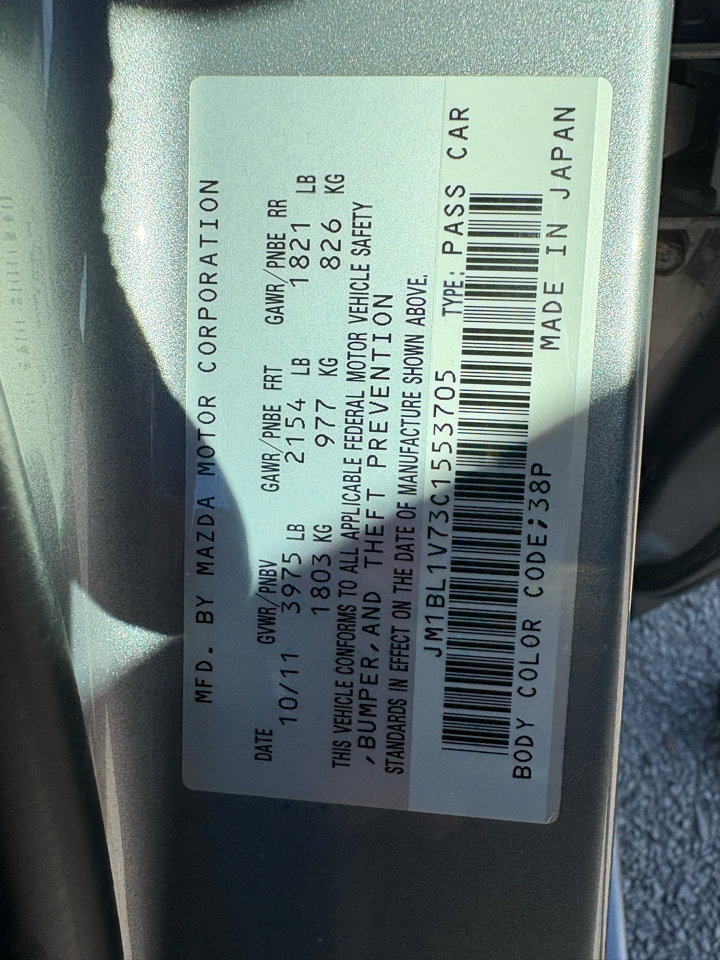 MFD. BY MAZDA MOTOR CORPORATION
DATE GVWR/PNBV GAWR/PNBE FRT GAWR/PNBE RR
10/11 3975 LB 2154 LB 1821 LB
1803 KG 977 KG 826 KG
THIS VEHICLE CONFORMS TO ALL APPLICABLE FEDERAL MOTOR VEHICLE SAFETY
,BUMPER,AND THEFT PREVENTION
STANDARDS IN EFFECT ON THE DATE OF MANUFACTURE SHOWN ABOVE.
JM1BL1V73C1553705 TYPE: PASS CAR
BODY COLOR CODE;38P MADE IN JAPAN